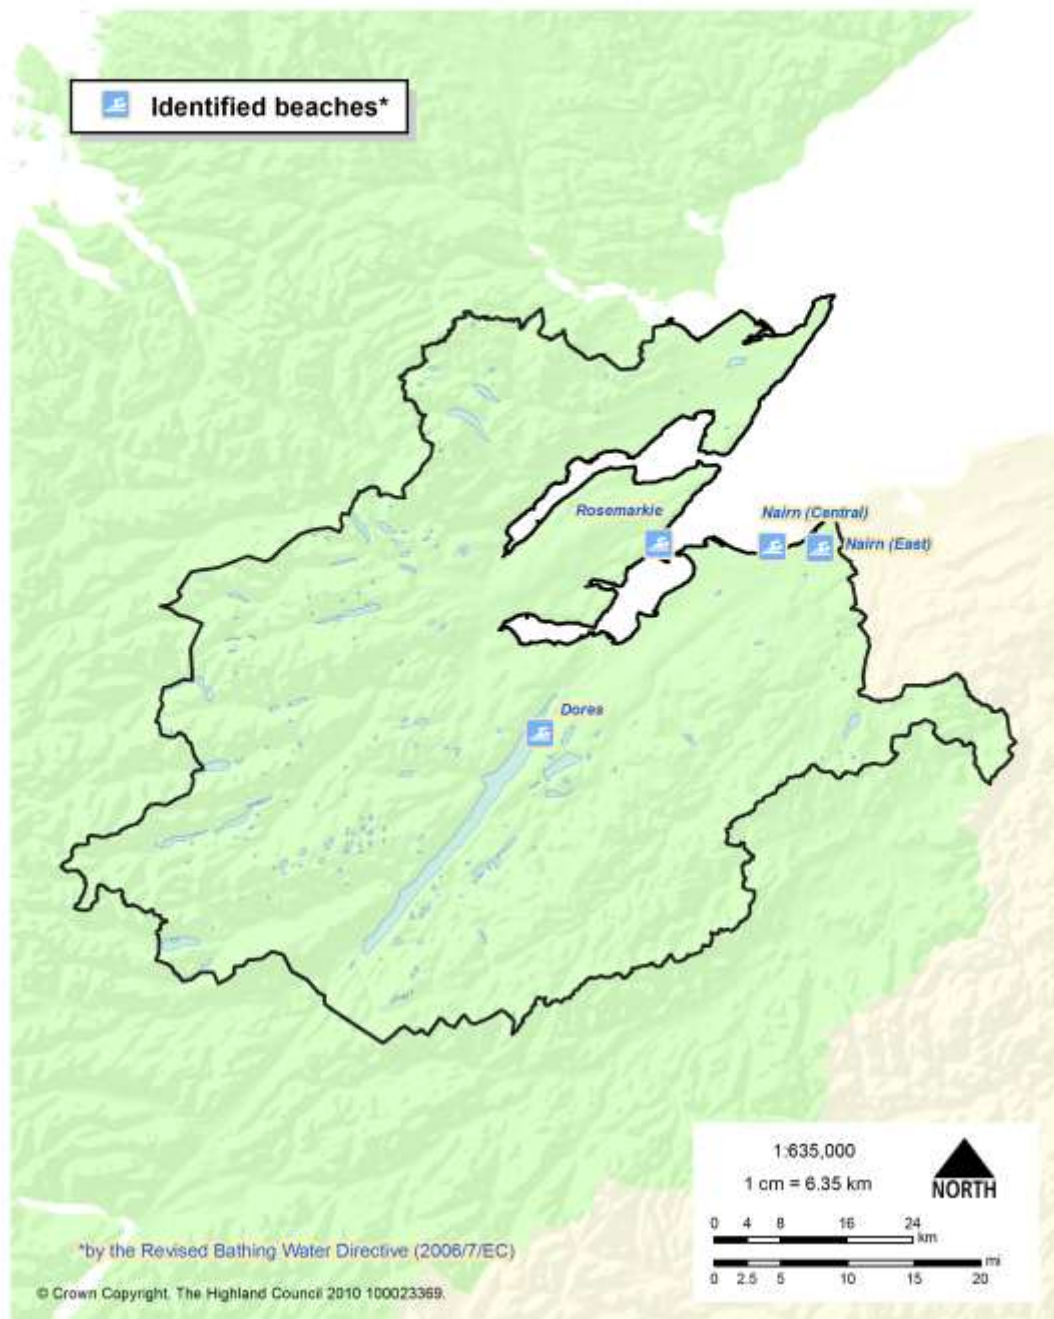 Identified beaches*
Rosemarkie
Nairn (Central)
Nairn (East)
Dores
1:635,000
1 cm = 6.35 km
NORTH
0 4 8 16 24
km
mi
0 2.5 5 10 15 20
*by the Revised Bathing Water Directive (2006/7/EC)
© Crown Copyright. The Highland Council 2010 100023369.